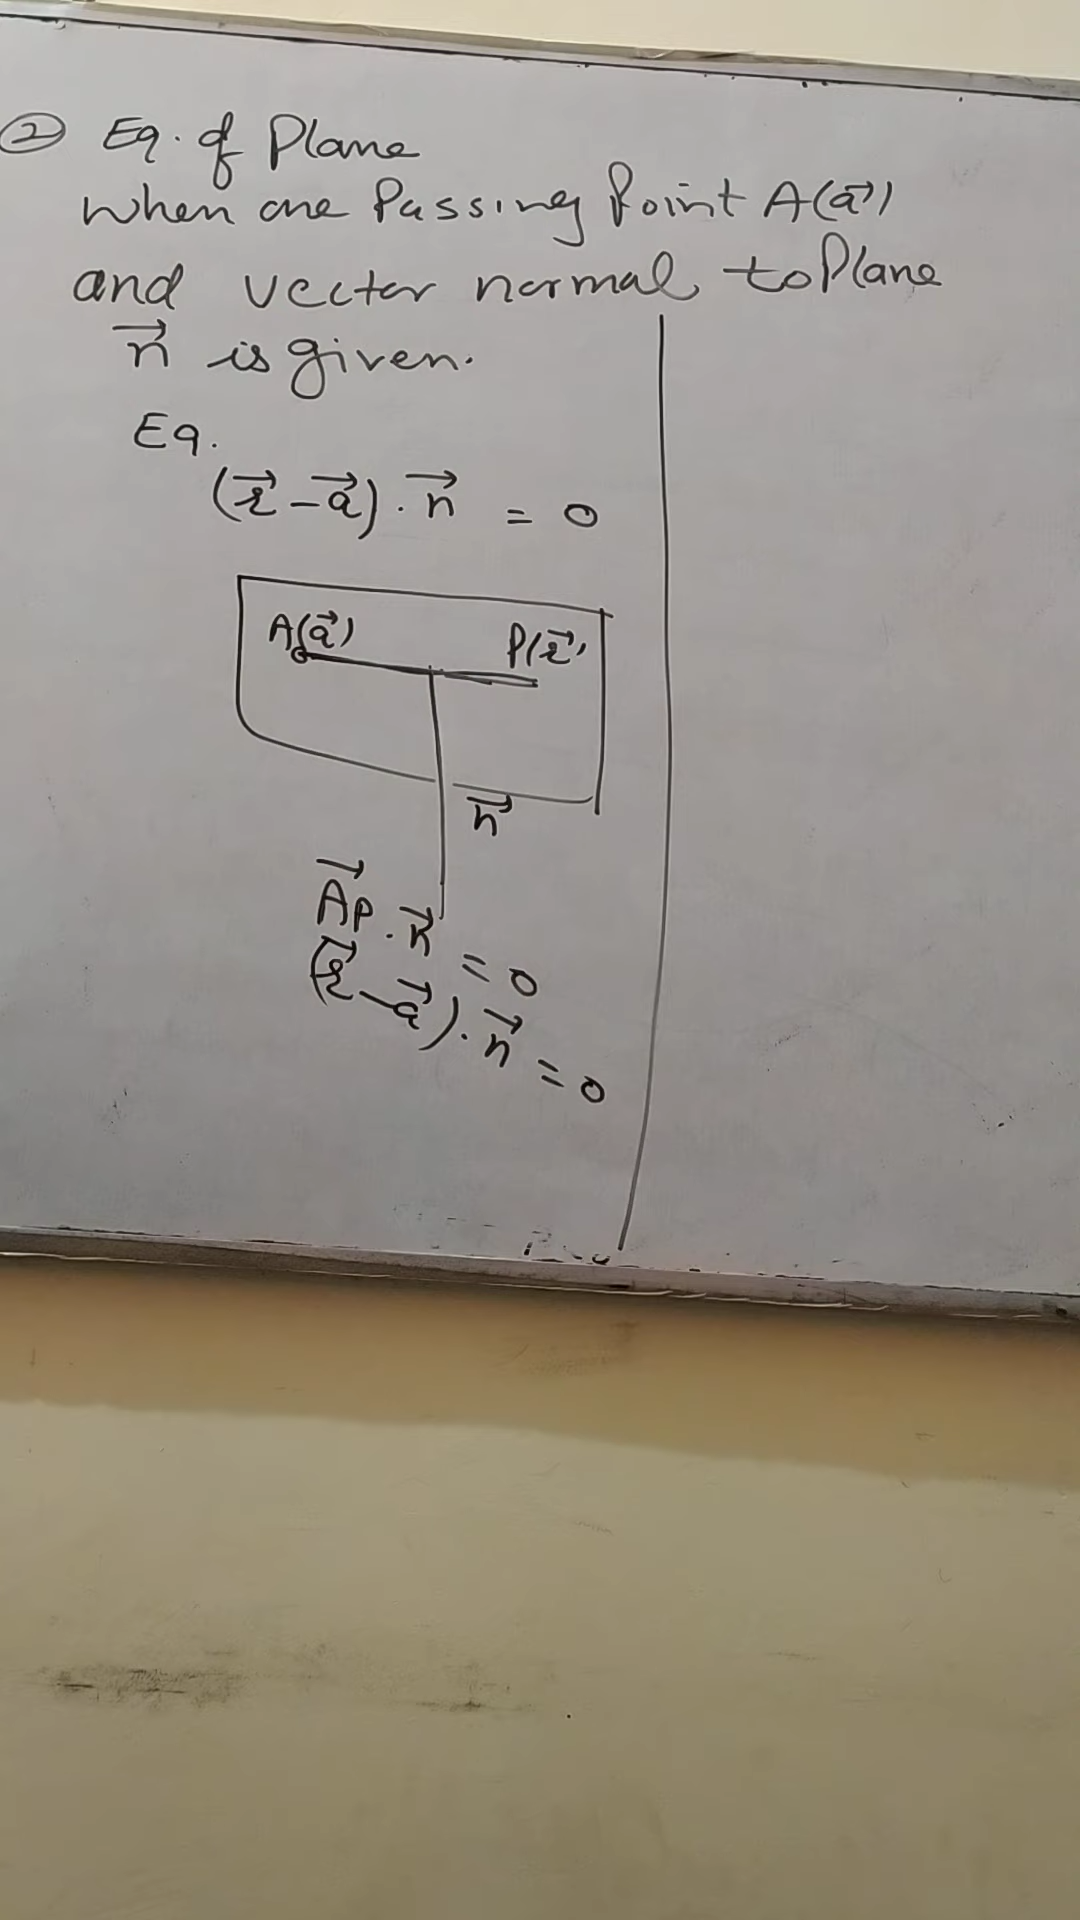 ② Eq. of Plane
when one Passing Point A(a⃗)
and vector normal to Plane
n⃗ is given.
Eq.
(r⃗ – a⃗) . n⃗ = 0
A(a⃗) P(r⃗)
n⃗
A⃗P . n⃗ = 0
(r⃗ – a⃗) . n⃗ = 0